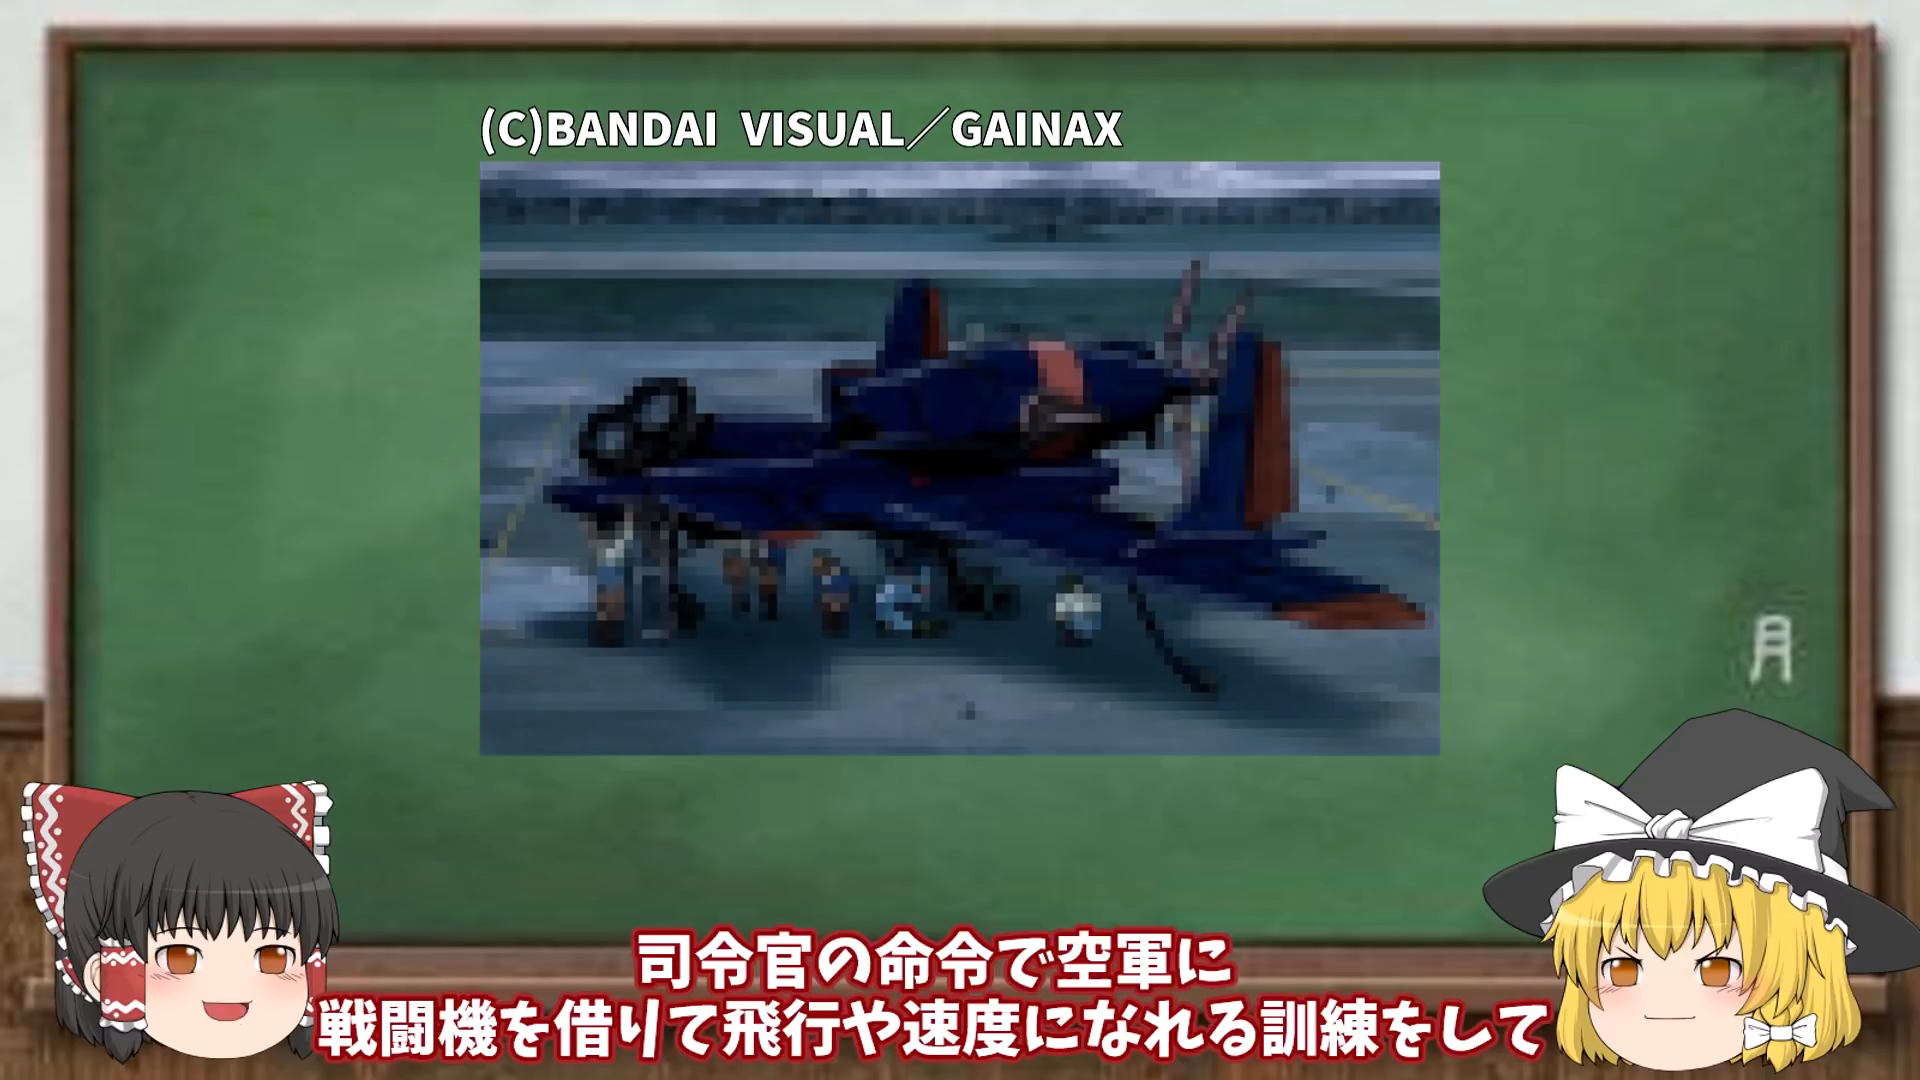 (C)BANDAI VISUAL／GAINAX
司令官の命令で空軍に
戦闘機を借りて飛行や速度になれる訓練をして